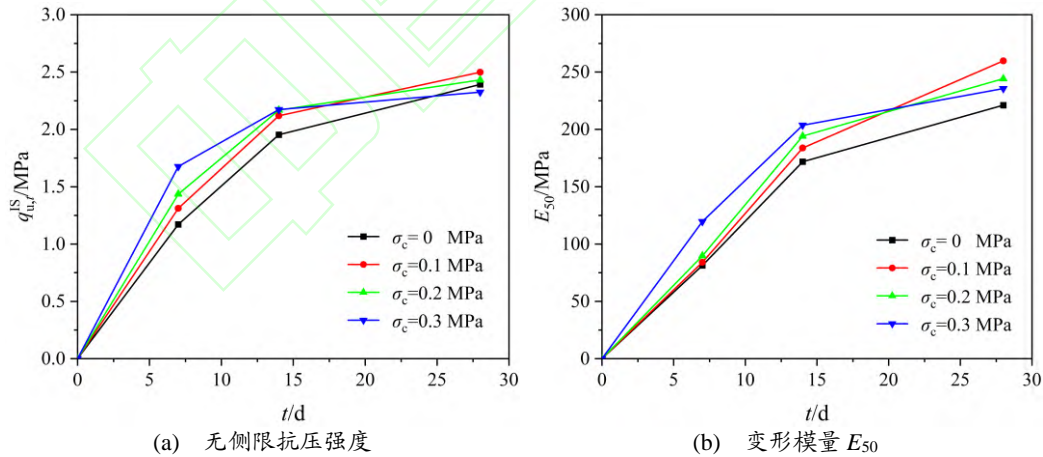 3.0
2.5
2.0
1.5
1.0
0.5
0.0
0 5 10 15 20 25 30
q_{u,t}^{IS}/MPa
t/d
σc= 0 MPa
σc=0.1 MPa
σc=0.2 MPa
σc=0.3 MPa
(a) 无侧限抗压强度
300
250
200
150
100
50
0
0 5 10 15 20 25 30
E50/MPa
t/d
σc= 0 MPa
σc=0.1 MPa
σc=0.2 MPa
σc=0.3 MPa
(b) 变形模量 E50